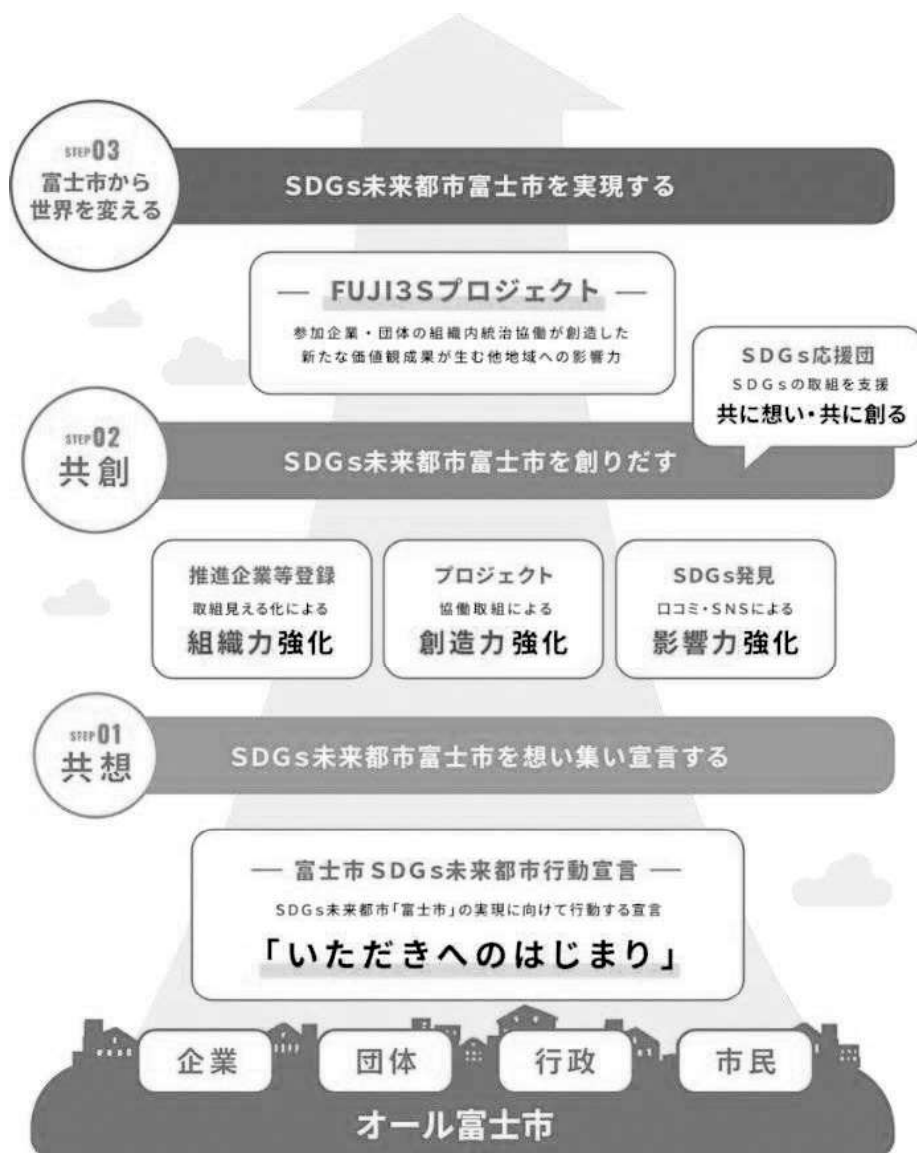 STEP 03
富士市から
世界を変える
SDGs未来都市富士市を実現する
FUJI3Sプロジェクト
参加企業・団体の組織内統治協働が創造した
新たな価値観成果が生む他地域への影響力
SDGs応援団
SDGsの取組を支援
共に想い・共に創る
STEP 02
共創
SDGs未来都市富士市を創りだす
推進企業等登録
取組見える化による
組織力強化
プロジェクト
協働取組による
創造力強化
SDGs発見
口コミ・SNSによる
影響力強化
STEP 01
共想
SDGs未来都市富士市を想い集い宣言する
富士市SDGs未来都市行動宣言
SDGs未来都市「富士市」の実現に向けて行動する宣言
「いただきへのはじまり」
企業
団体
行政
市民
オール富士市